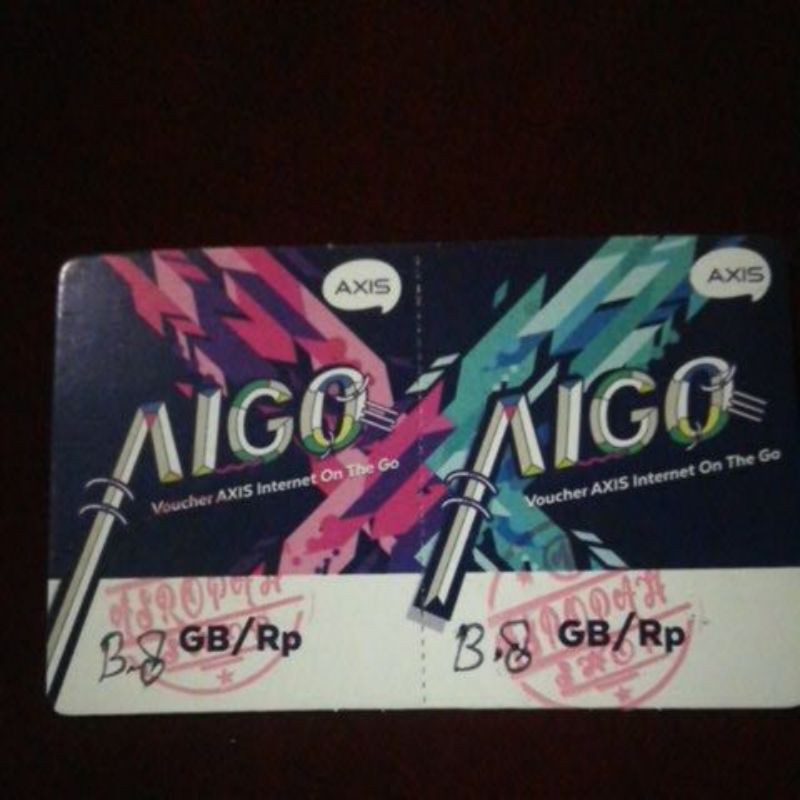 AXIS
AIGO
Voucher AXIS Internet On The Go
B.8 GB/Rp
AXIS
AIGO
Voucher AXIS Internet On The Go
B.8 GB/Rp